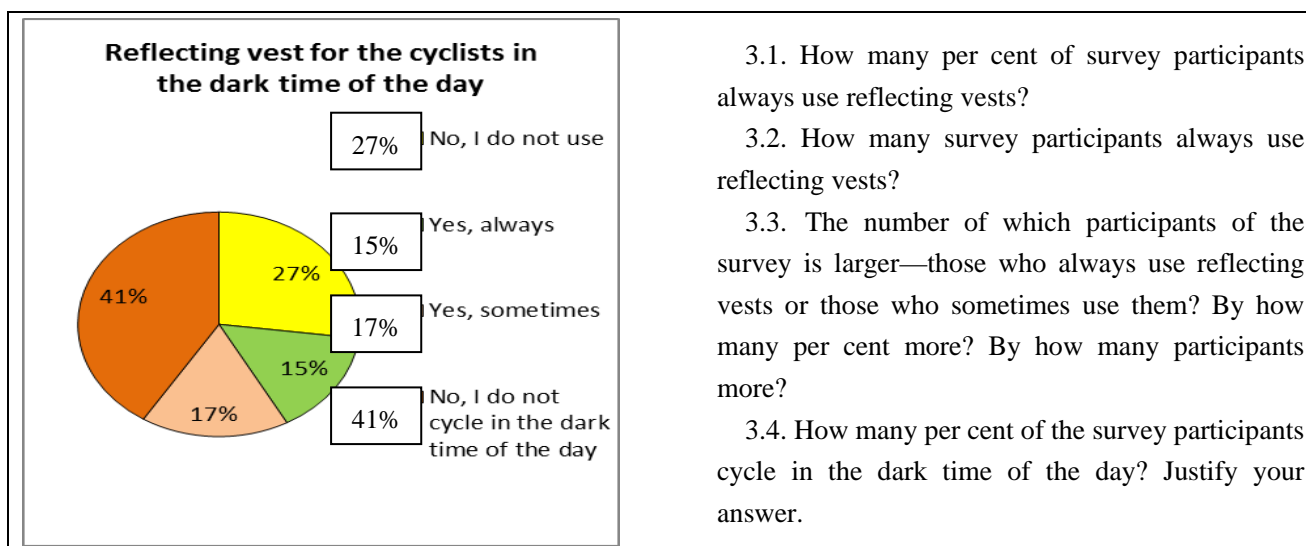 Reflecting vest for the cyclists in
the dark time of the day
27% No, I do not use
15% Yes, always
17% Yes, sometimes
41% No, I do not
cycle in the dark
time of the day
27%
41%
15%
17%
3.1. How many per cent of survey participants
always use reflecting vests?
3.2. How many survey participants always use
reflecting vests?
3.3. The number of which participants of the
survey is larger—those who always use reflecting
vests or those who sometimes use them? By how
many per cent more? By how many participants
more?
3.4. How many per cent of the survey participants
cycle in the dark time of the day? Justify your
answer.